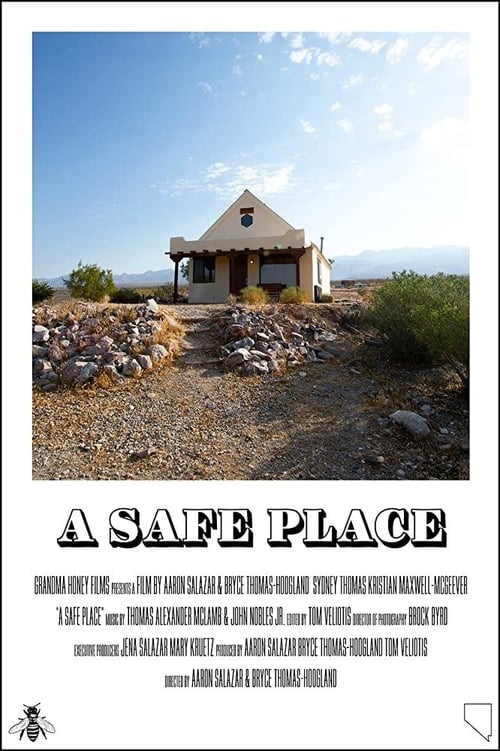 A SAFE PLACE
GRANDMA HONEY FILMS PRESENTS A FILM BY AARON SALAZAR & BRYCE THOMAS-HOOGLAND SYDNEY THOMAS KRISTIAN MAXWELL-MCGEEVER
"A SAFE PLACE" MUSIC BY THOMAS ALEXANDER MCLAMB & JOHN NOBLES JR. EDITED BY TOM VELIOTIS DIRECTOR OF PHOTOGRAPHY BROCK BYRD
EXECUTIVE PRODUCERS JENA SALAZAR MARY KRUETZ PRODUCED BY AARON SALAZAR BRYCE THOMAS-HOOGLAND TOM VELIOTIS
DIRECTED BY AARON SALAZAR & BRYCE THOMAS-HOOGLAND